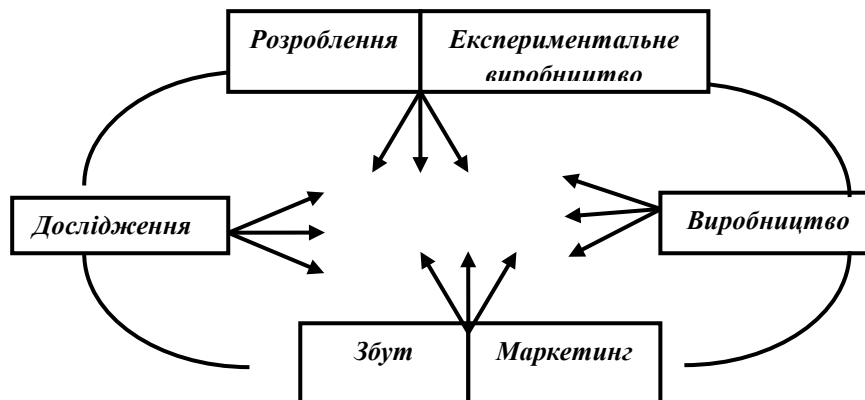 Розроблення
Експериментальне
виробництво
Дослідження
Виробництво
Збут
Маркетинг